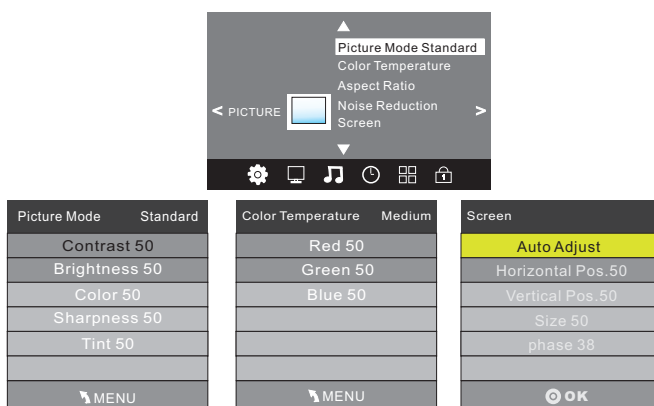 Picture Mode Standard
Color Temperature
Aspect Ratio
< PICTURE
Noise Reduction >
Screen
Picture Mode Standard
Contrast 50
Brightness 50
Color 50
Sharpness 50
Tint 50
MENU
Color Temperature Medium
Red 50
Green 50
Blue 50
MENU
Screen
Auto Adjust
Horizontal Pos.50
Vertical Pos.50
Size 50
phase 38
OK